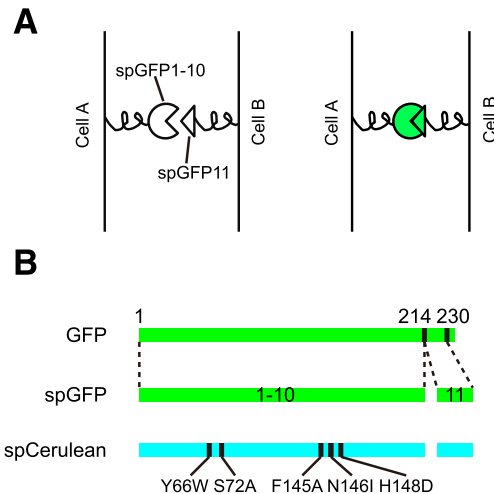 A
spGFP1-10
Cell A
Cell B
spGFP11
Cell A
Cell B
B
1 214 230
GFP
spGFP 1-10 11
spCerulean
Y66W S72A F145A N146I H148D